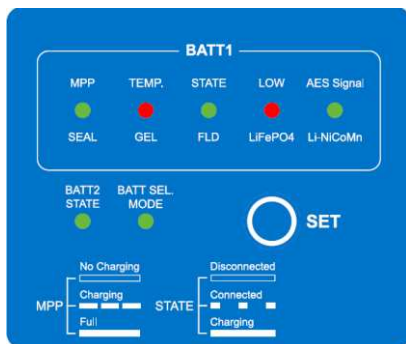 BATT1
MPP TEMP. STATE LOW AES Signal
SEAL GEL FLD LiFePO4 Li-NiCoMn
BATT2 STATE
BATT SEL. MODE
SET
MPP
No Charging
Charging
Full
STATE
Disconnected
Connected
Charging